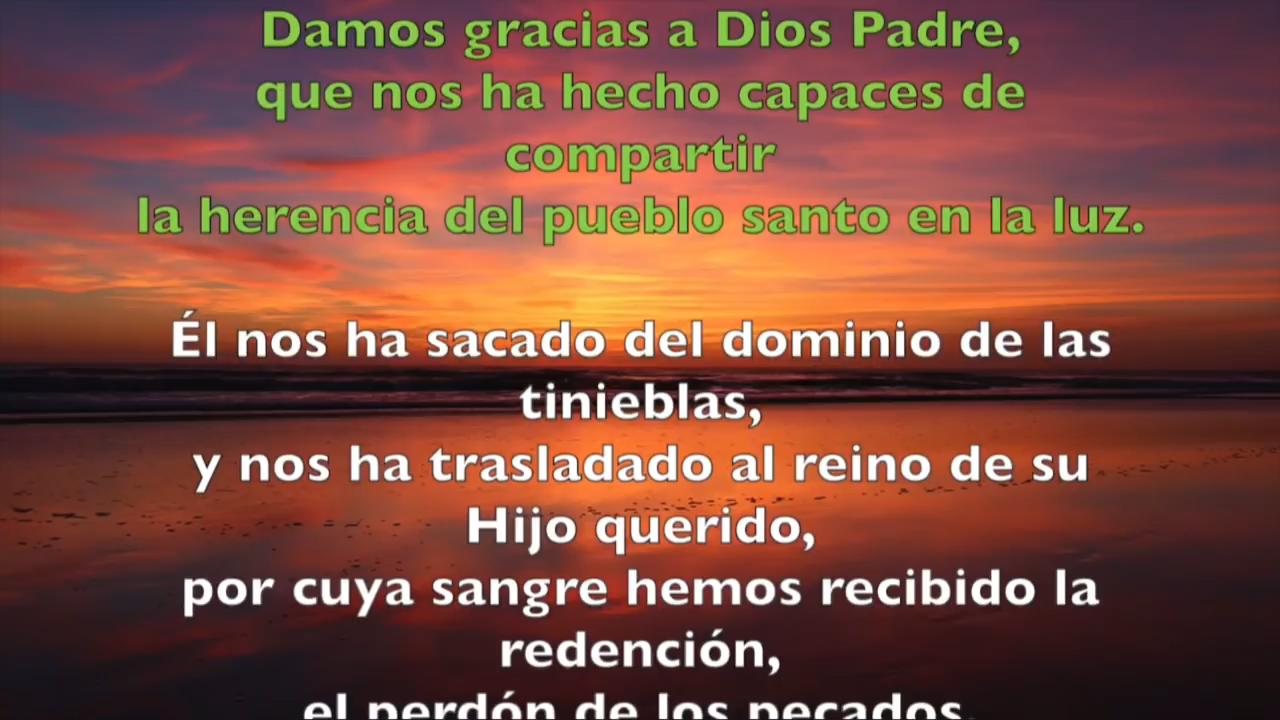 Damos gracias a Dios Padre,
que nos ha hecho capaces de
compartir
la herencia del pueblo santo en la luz.
Él nos ha sacado del dominio de las
tinieblas,
y nos ha trasladado al reino de su
Hijo querido,
por cuya sangre hemos recibido la
redención,
el perdón de los pecados.